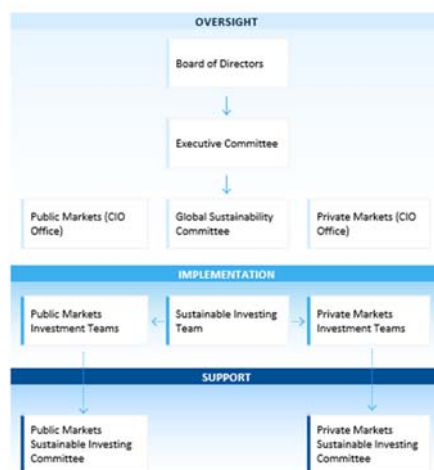 OVERSIGHT
Board of Directors
Executive Committee
Public Markets (CIO
Office)
Global Sustainability
Committee
Private Markets (CIO
Office)
IMPLEMENTATION
Public Markets
Investment Teams
Sustainable Investing
Team
Private Markets
Investment Teams
SUPPORT
Public Markets
Sustainable Investing
Committee
Private Markets
Sustainable Investing
Committee